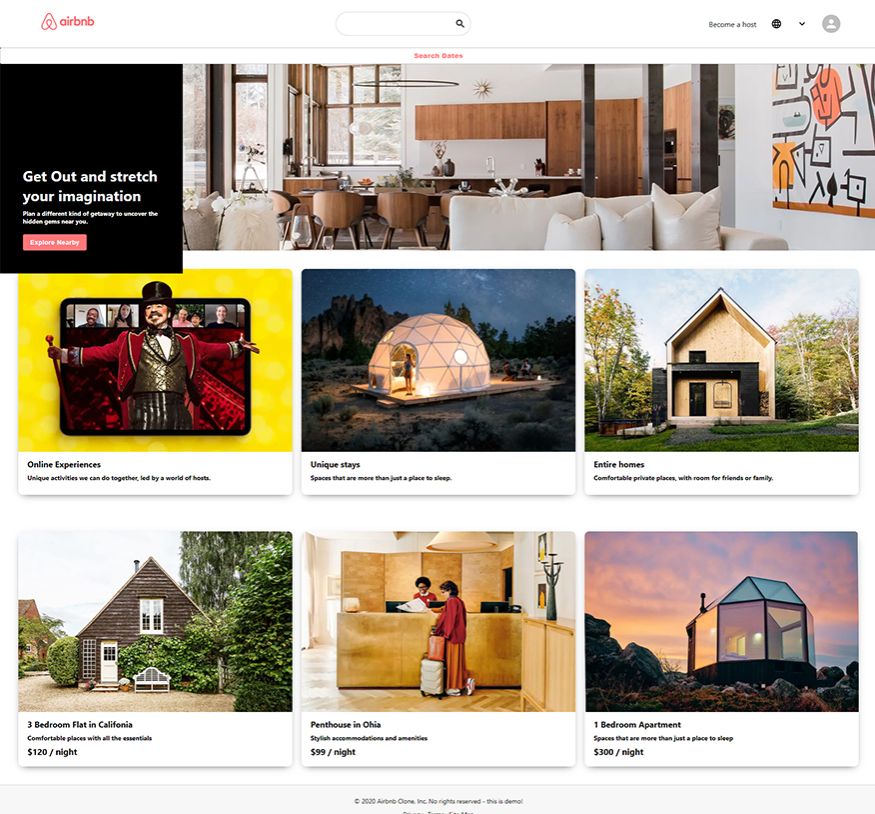 airbnb
Become a host
Search Dates
Get Out and stretch
your imagination
Plan a different kind of getaway to uncover the
hidden gems near you.
Explore Nearby
Online Experiences
Unique activities we can do together, led by a world of hosts.
Unique stays
Spaces that are more than just a place to sleep.
Entire homes
Comfortable private places, with room for friends or family.
3 Bedroom Flat in Califonia
Comfortable places with all the essentials
$120 / night
Penthouse in Ohia
Stylish accommodations and amenities
$99 / night
1 Bedroom Apartment
Spaces that are more than just a place to sleep
$300 / night
© 2020 Airbnb Clone, Inc. No rights reserved - this is demo!